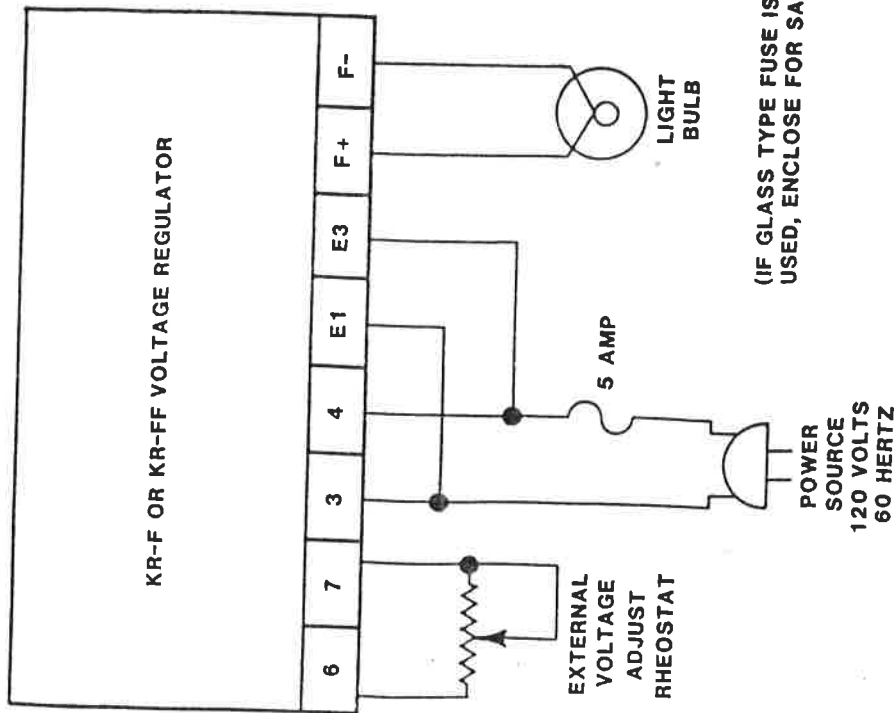 KR-F OR KR-FF VOLTAGE REGULATOR
6 7 3 4 E1 E3 F+ F-
EXTERNAL
VOLTAGE
ADJUST
RHEOSTAT
5 AMP
POWER
SOURCE
120 VOLTS
60 HERTZ
LIGHT
BULB
(IF GLASS TYPE FUSE IS
USED, ENCLOSE FOR SA